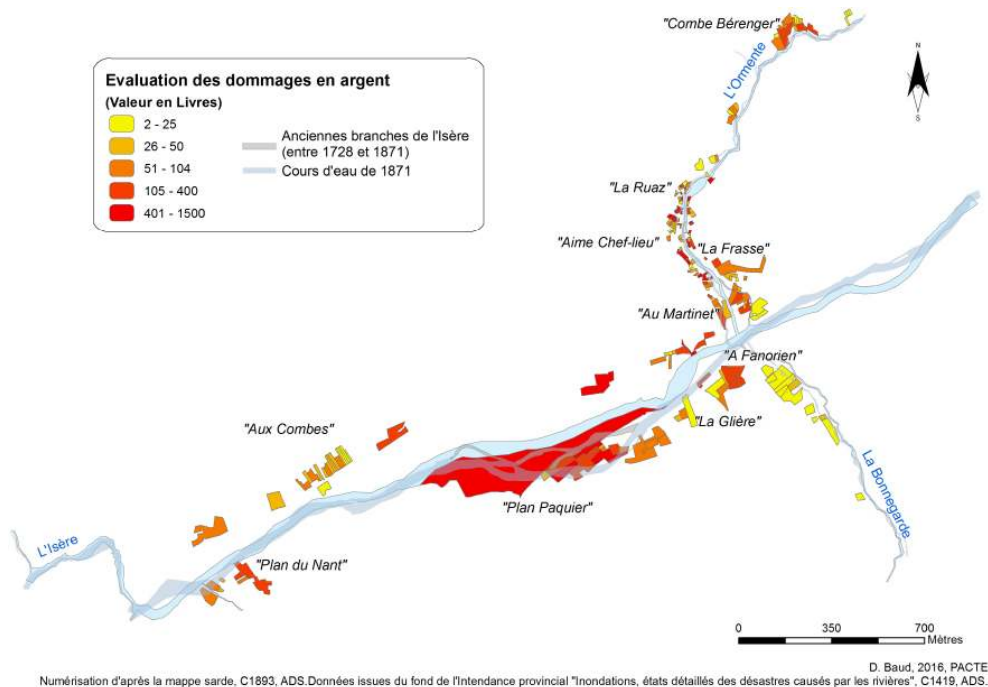 "Combe Bérenger"
L'Ormente
N
S
Evaluation des dommages en argent
(Valeur en Livres)
2 - 25
26 - 50
51 - 104
105 - 400
401 - 1500
Anciennes branches de l'Isère
(entre 1728 et 1871)
Cours d'eau de 1871
"La Ruaz"
"Aime Chef-lieu"
"La Frasse"
"Au Martinet"
"A Fanorien"
"La Glière"
"Aux Combes"
"Plan Paquier"
La Bonnegarde
L'Isère
"Plan du Nant"
0 350 700
Mètres
D. Baud, 2016, PACTE
Numérisation d'après la mappe sarde, C1893, ADS.Données issues du fond de l'Intendance provincial "Inondations, états détaillés des désastres causés par les rivières", C1419, ADS.